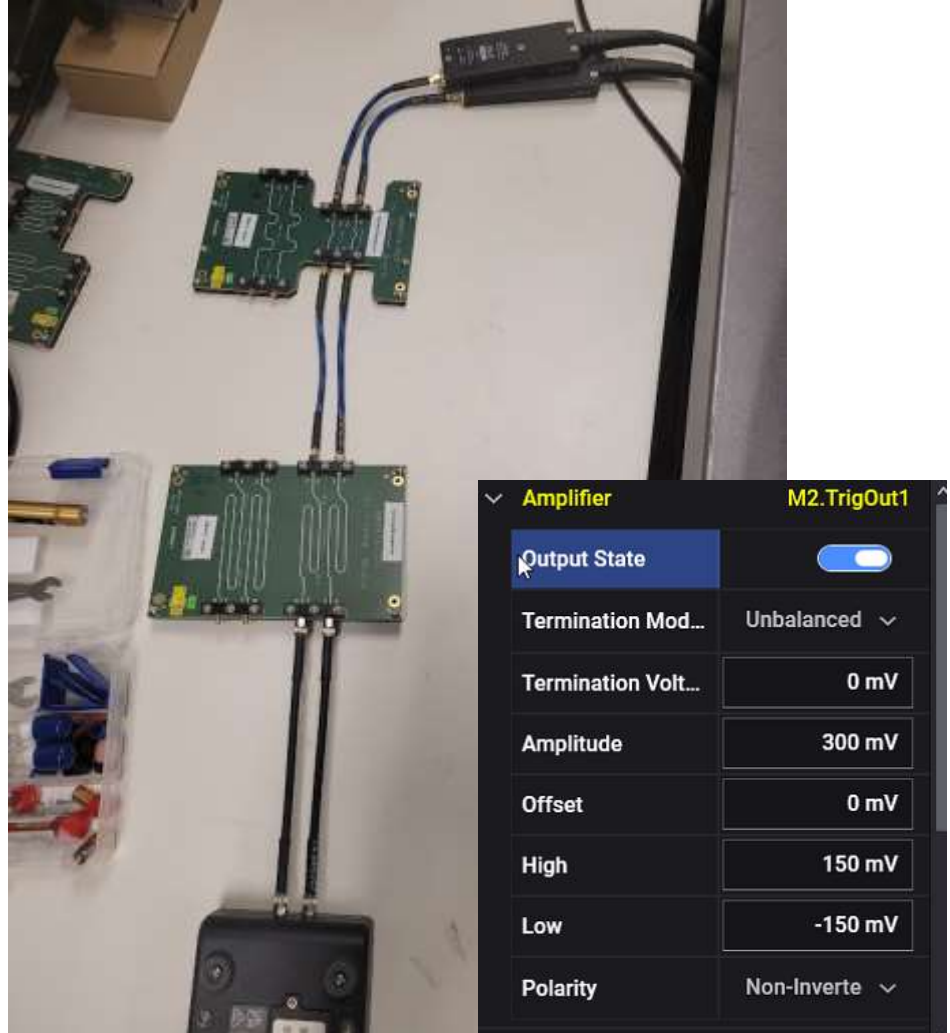 Amplifier M2.TrigOut1
Output State
Termination Mod... Unbalanced
Termination Volt... 0 mV
Amplitude 300 mV
Offset 0 mV
High 150 mV
Low -150 mV
Polarity Non-Inverte